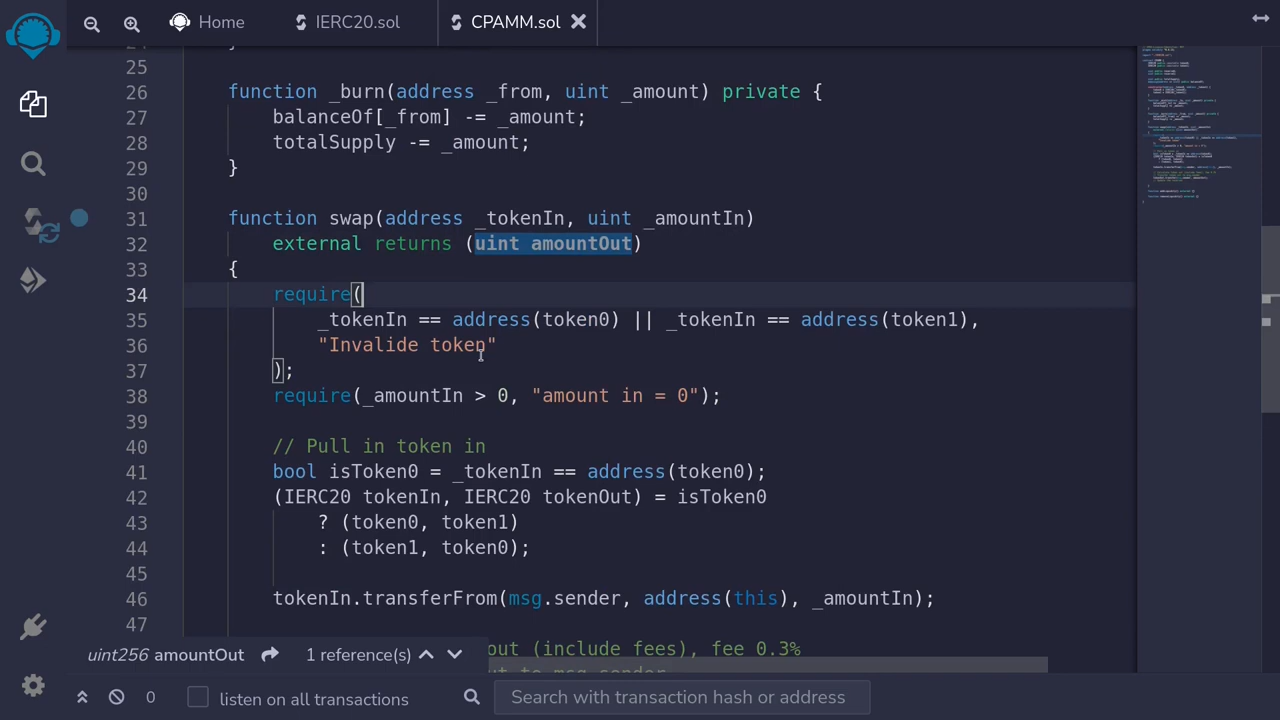 Home
IERC20.sol
CPAMM.sol
25
26 function _burn(address _from, uint _amount) private {
27 balanceOf[_from] -= _amount;
28 totalSupply -= _amount;
29 }
30
31 function swap(address _tokenIn, uint _amountIn)
32 external returns (uint amountOut)
33 {
34 require(
35 _tokenIn == address(token0) || _tokenIn == address(token1),
36 "Invalide token"
37 );
38 require(_amountIn > 0, "amount in = 0");
39
40 // Pull in token in
41 bool isToken0 = _tokenIn == address(token0);
42 (IERC20 tokenIn, IERC20 tokenOut) = isToken0
43 ? (token0, token1)
44 : (token1, token0);
45
46 tokenIn.transferFrom(msg.sender, address(this), _amountIn);
47
out (include fees), fee 0.3%
uint256 amountOut 1 reference(s)
0 listen on all transactions Search with transaction hash or address